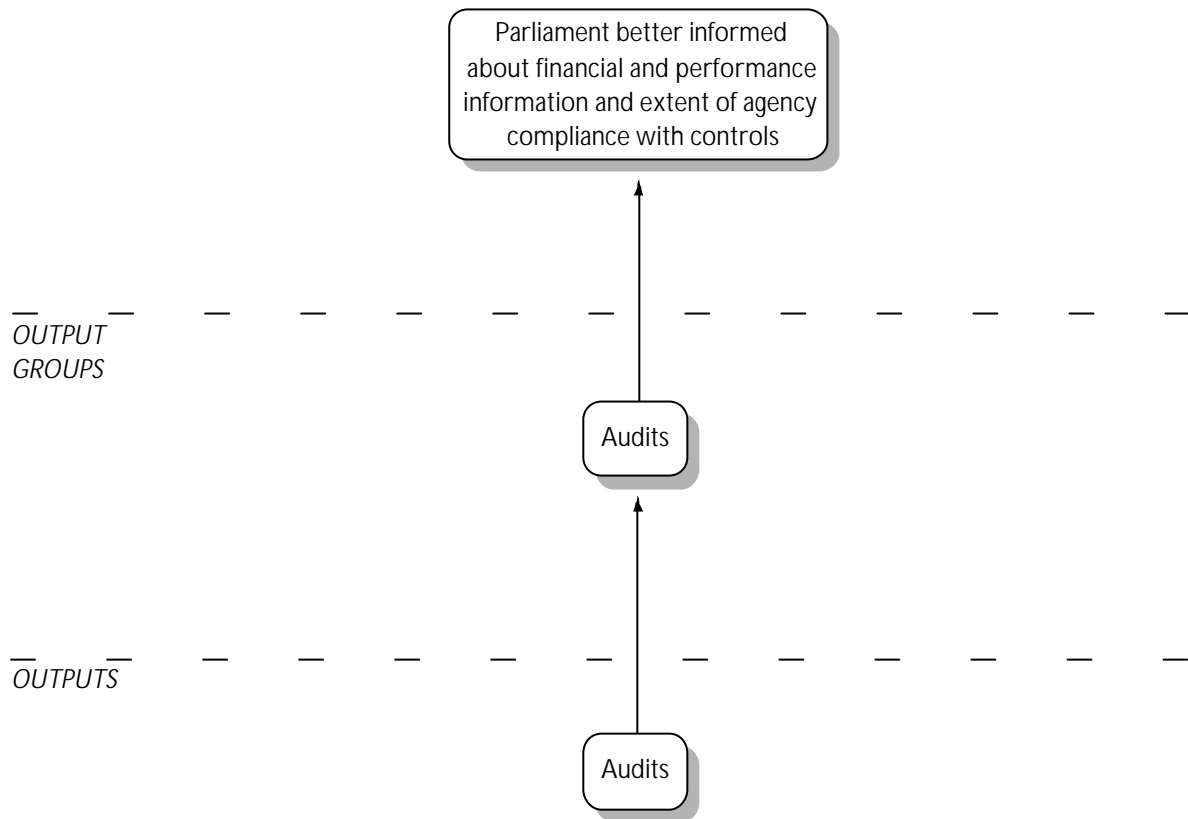 Parliament better informed
about financial and performance
information and extent of agency
compliance with controls
OUTPUT
GROUPS
Audits
OUTPUTS
Audits